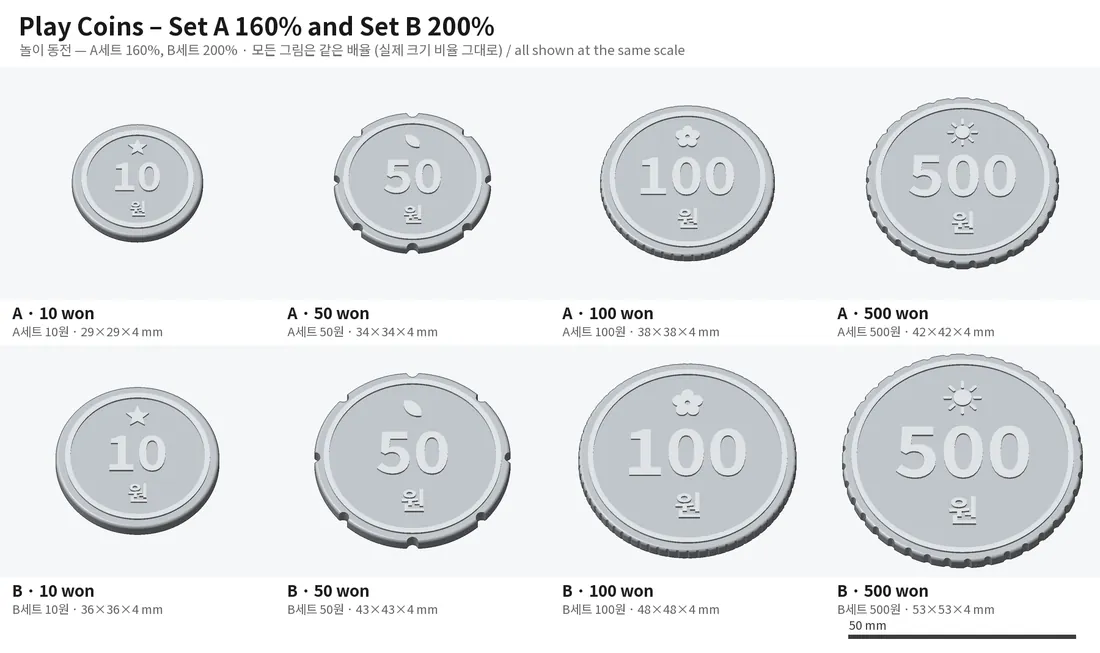 Play Coins – Set A 160% and Set B 200%
놀이 동전 — A세트 160%, B세트 200% · 모든 그림은 같은 배율 (실제 크기 비율 그대로) / all shown at the same scale
10
원
50
원
100
원
500
원
A · 10 won
A세트 10원 · 29×29×4 mm
A · 50 won
A세트 50원 · 34×34×4 mm
A · 100 won
A세트 100원 · 38×38×4 mm
A · 500 won
A세트 500원 · 42×42×4 mm
10
원
50
원
100
원
500
원
B · 10 won
B세트 10원 · 36×36×4 mm
B · 50 won
B세트 50원 · 43×43×4 mm
B · 100 won
B세트 100원 · 48×48×4 mm
B · 500 won
B세트 500원 · 53×53×4 mm
50 mm